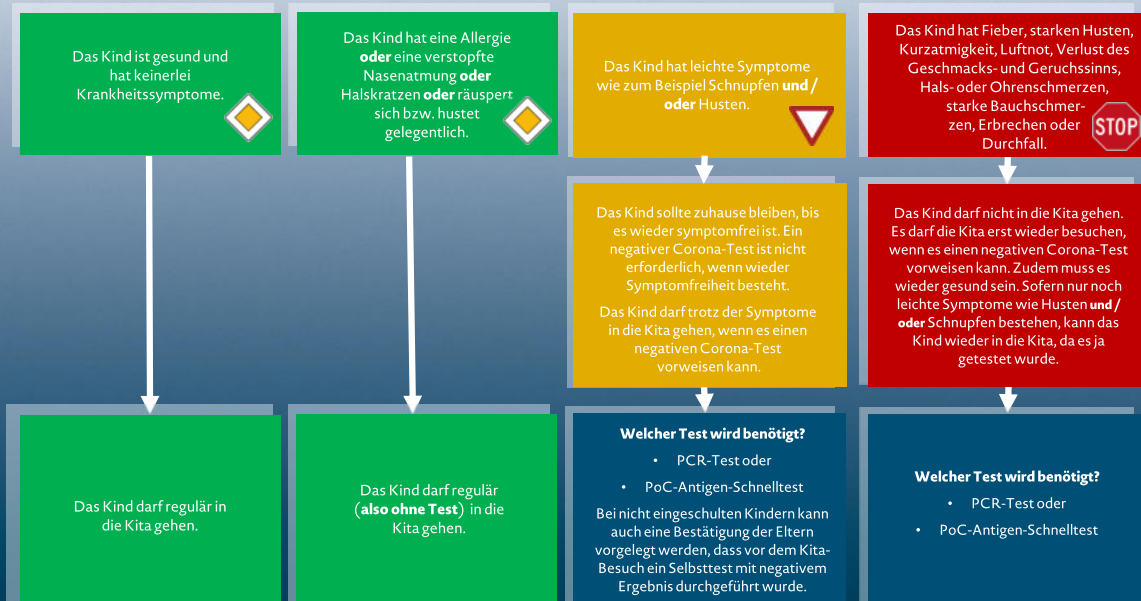 Das Kind ist gesund und
hat keinerlei
Krankheitssymptome.
Das Kind hat eine Allergie
oder eine verstopfte
Nasenatmung oder
Halskratzen oder räuspert
sich bzw. hustet
gelegentlich.
Das Kind hat leichte Symptome
wie zum Beispiel Schnupfen und /
oder Husten.
Das Kind hat Fieber, starken Husten,
Kurzatmigkeit, Luftnot, Verlust des
Geschmacks- und Geruchssinns,
Hals- oder Ohrenschmerzen,
starke Bauchschmer-
zen, Erbrechen oder
Durchfall.
STOP
Das Kind sollte zuhause bleiben, bis
es wieder symptomfrei ist. Ein
negativer Corona-Test ist nicht
erforderlich, wenn wieder
Symptomfreiheit besteht.
Das Kind darf trotz der Symptome
in die Kita gehen, wenn es einen
negativen Corona-Test
vorweisen kann.
Das Kind darf nicht in die Kita gehen.
Es darf die Kita erst wieder besuchen,
wenn es einen negativen Corona-Test
vorweisen kann. Zudem muss es
wieder gesund sein. Sofern nur noch
leichte Symptome wie Husten und /
oder Schnupfen bestehen, kann das
Kind wieder in die Kita, da es ja
getestet wurde.
Das Kind darf regulär in
die Kita gehen.
Das Kind darf regulär
(also ohne Test) in die
Kita gehen.
Welcher Test wird benötigt?
• PCR-Test oder
• PoC-Antigen-Schnelltest
Bei nicht eingeschulten Kindern kann
auch eine Bestätigung der Eltern
vorgelegt werden, dass vor dem Kita-
Besuch ein Selbsttest mit negativem
Ergebnis durchgeführt wurde.
Welcher Test wird benötigt?
• PCR-Test oder
• PoC-Antigen-Schnelltest